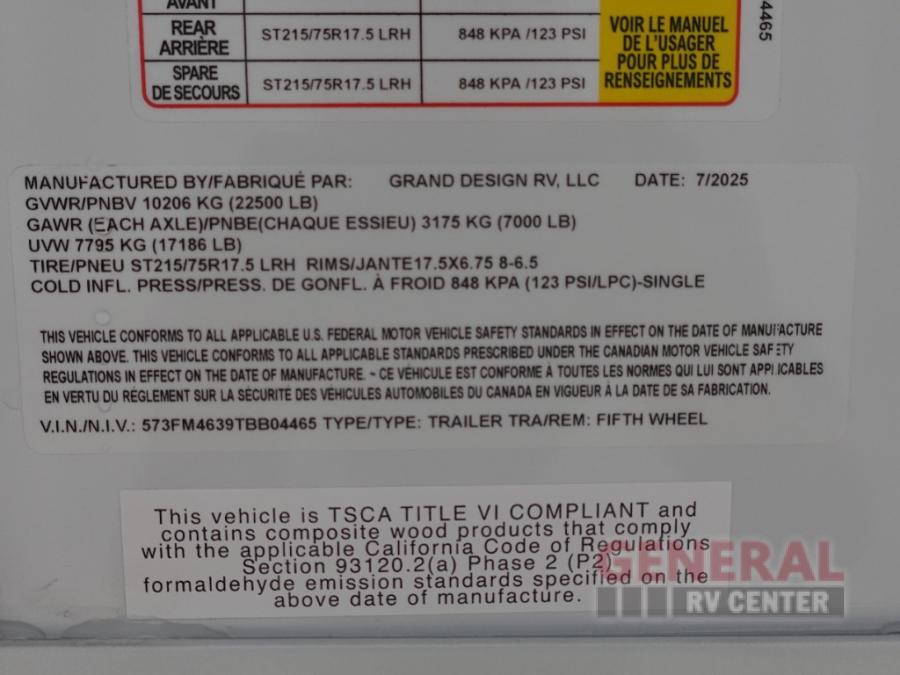 AVANT
REAR
ARRIÈRE
ST215/75R17.5 LRH
848 KPA /123 PSI
SPARE
DE SECOURS
ST215/75R17.5 LRH
848 KPA /123 PSI
VOIR LE MANUEL
DE L'USAGER
POUR PLUS DE
RENSEIGNEMENTS
4465
MANUFACTURED BY/FABRIQUÉ PAR: GRAND DESIGN RV, LLC DATE: 7/2025
GVWR/PNBV 10206 KG (22500 LB)
GAWR (EACH AXLE)/PNBE(CHAQUE ESSIEU) 3175 KG (7000 LB)
UVW 7795 KG (17186 LB)
TIRE/PNEU ST215/75R17.5 LRH RIMS/JANTE17.5X6.75 8-6.5
COLD INFL. PRESS/PRESS. DE GONFL. À FROID 848 KPA (123 PSI/LPC)-SINGLE
THIS VEHICLE CONFORMS TO ALL APPLICABLE U.S. FEDERAL MOTOR VEHICLE SAFETY STANDARDS IN EFFECT ON THE DATE OF MANUFACTURE
SHOWN ABOVE. THIS VEHICLE CONFORMS TO ALL APPLICABLE STANDARDS PRESCRIBED UNDER THE CANADIAN MOTOR VEHICLE SAFETY
REGULATIONS IN EFFECT ON THE DATE OF MANUFACTURE. - CE VÉHICULE EST CONFORME À TOUTES LES NORMES QUI LUI SONT APPLICABLES
EN VERTU DU RÉGLEMENT SUR LA SÉCURITÉ DES VÉHICULES AUTOMOBILES DU CANADA EN VIGUEUR À LA DATE DE SA FABRICATION.
V.I.N./N.I.V.: 573FM4639TBB04465 TYPE/TYPE: TRAILER TRA/REM: FIFTH WHEEL
This vehicle is TSCA TITLE VI COMPLIANT and
contains composite wood products that comply
with the applicable California Code of Regulations
Section 93120.2(a) Phase 2 (P2)
formaldehyde emission standards specified on the
above date of manufacture.
GENERAL
RV CENTER